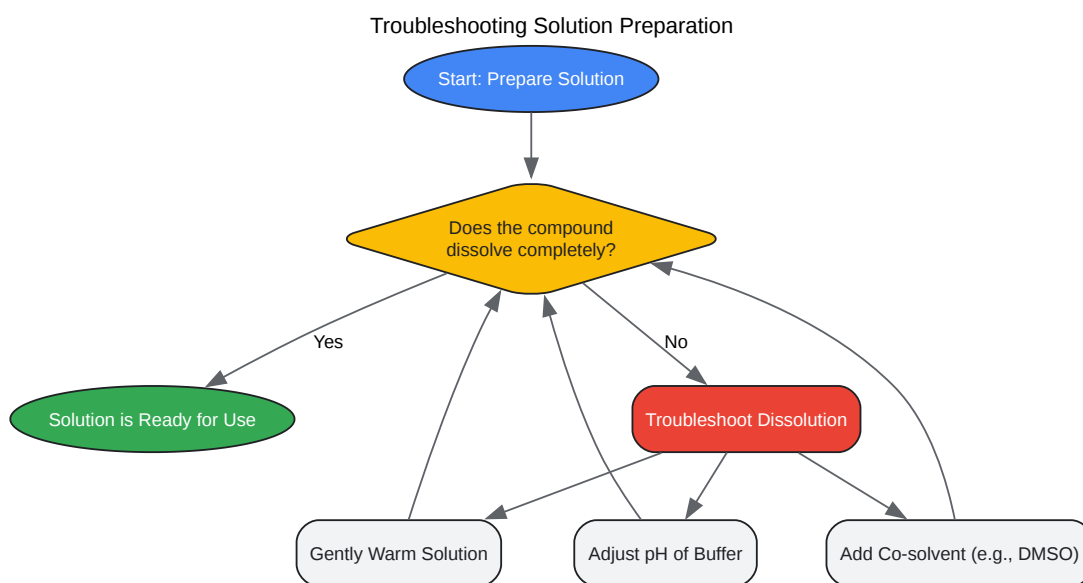 Troubleshooting Solution Preparation
Start: Prepare Solution
Does the compound
dissolve completely?
Yes
No
Solution is Ready for Use
Troubleshoot Dissolution
Gently Warm Solution
Adjust pH of Buffer
Add Co-solvent (e.g., DMSO)